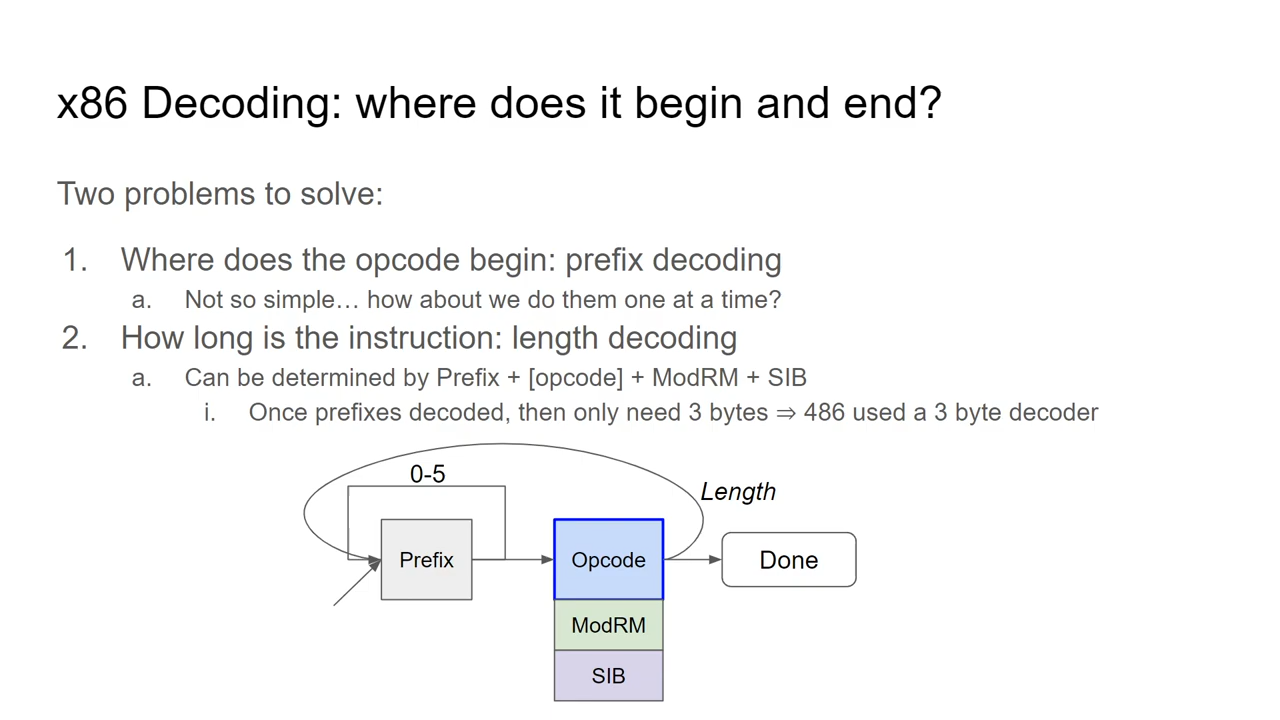 x86 Decoding: where does it begin and end?
Two problems to solve:
1. Where does the opcode begin: prefix decoding
a. Not so simple… how about we do them one at a time?
2. How long is the instruction: length decoding
a. Can be determined by Prefix + [opcode] + ModRM + SIB
i. Once prefixes decoded, then only need 3 bytes ⇒ 486 used a 3 byte decoder
0-5
Length
Prefix
Opcode
Done
ModRM
SIB